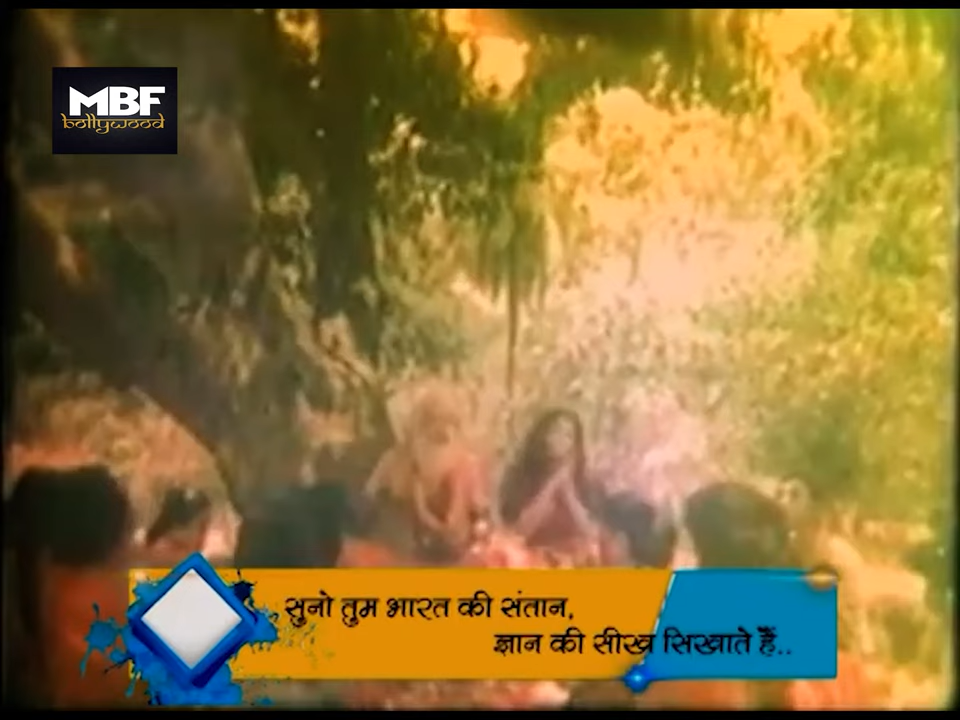 MBF
bollywood
सुनो तुम भारत की संतान,
ज्ञान की सीख सिखाते हैं..